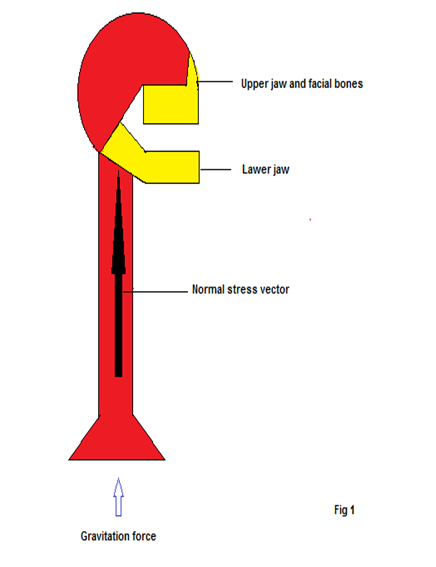 Upper jaw and facial bones
Lawer jaw
Normal stress vector
Fig 1
Gravitation force